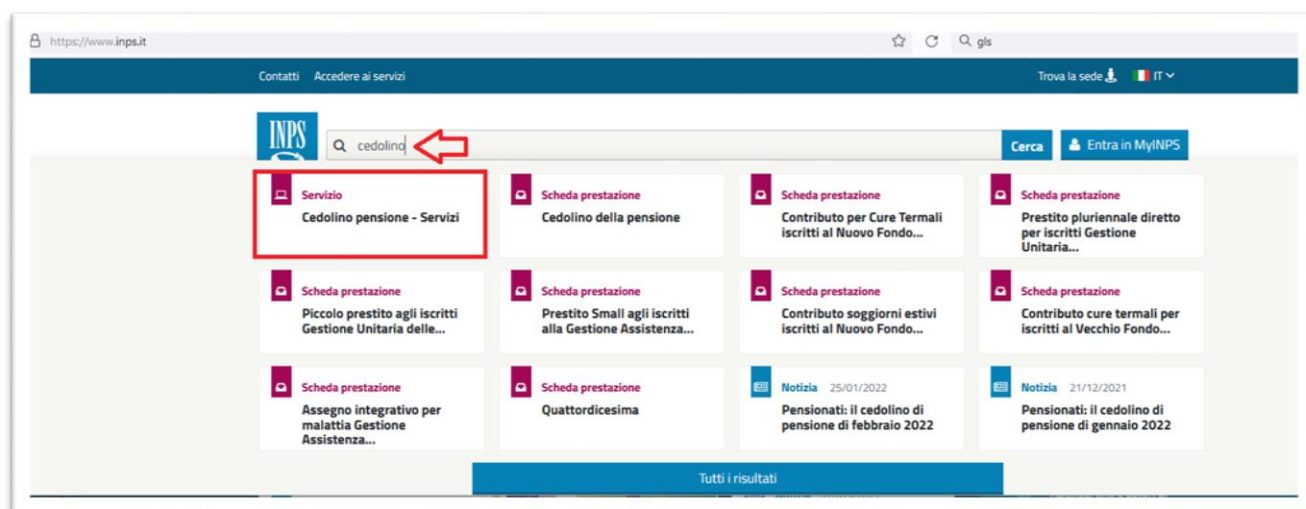 https://www.inps.it
gls
Contatti Accedere ai servizi
Trova la sede IT
INPS
cedolino
Cerca
Entra in MyINPS
Servizio
Cedolino pensione - Servizi
Scheda prestazione
Cedolino della pensione
Scheda prestazione
Contributo per Cure Termali
iscritti al Nuovo Fondo...
Scheda prestazione
Prestito pluriennale diretto
per iscritti Gestione
Unitaria...
Scheda prestazione
Piccolo prestito agli iscritti
Gestione Unitaria delle...
Scheda prestazione
Prestito Small agli iscritti
alla Gestione Assistenza...
Scheda prestazione
Contributo soggiorni estivi
iscritti al Nuovo Fondo...
Scheda prestazione
Contributo cure termali per
iscritti al Vecchio Fondo...
Scheda prestazione
Assegno integrativo per
malattia Gestione
Assistenza...
Scheda prestazione
Quattordicesima
Notizia 25/01/2022
Pensionati: il cedolino di
pensione di febbraio 2022
Notizia 21/12/2021
Pensionati: il cedolino di
pensione di gennaio 2022
Tutti i risultati